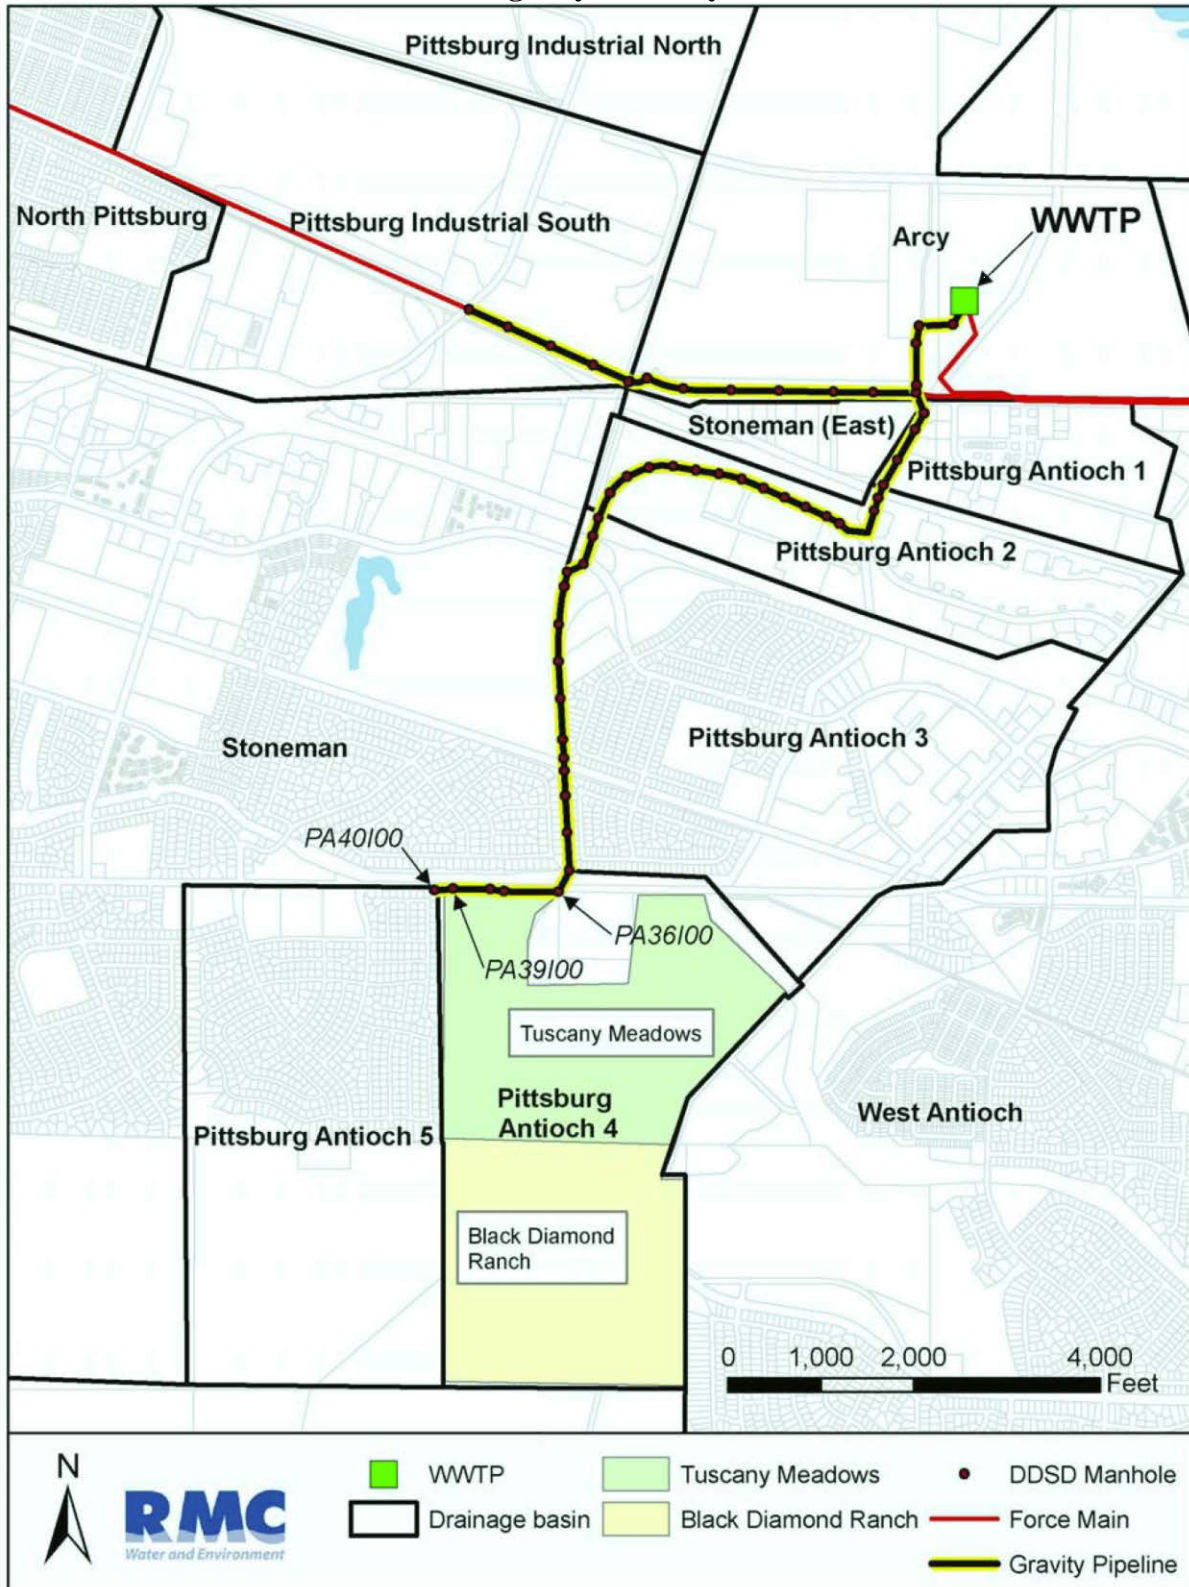 Pittsburg Industrial North
North Pittsburg
Pittsburg Industrial South
Arcy
WWTP
Stoneman (East)
Pittsburg Antioch 1
Pittsburg Antioch 2
Stoneman
Pittsburg Antioch 3
PA40I00
PA36I00
PA39I00
Tuscany Meadows
Pittsburg
Antioch 4
Pittsburg Antioch 5
West Antioch
Black Diamond
Ranch
0 1,000 2,000 4,000
Feet
N
RMC
Water and Environment
WWTP
Drainage basin
Tuscany Meadows
Black Diamond Ranch
DDSD Manhole
Force Main
Gravity Pipeline